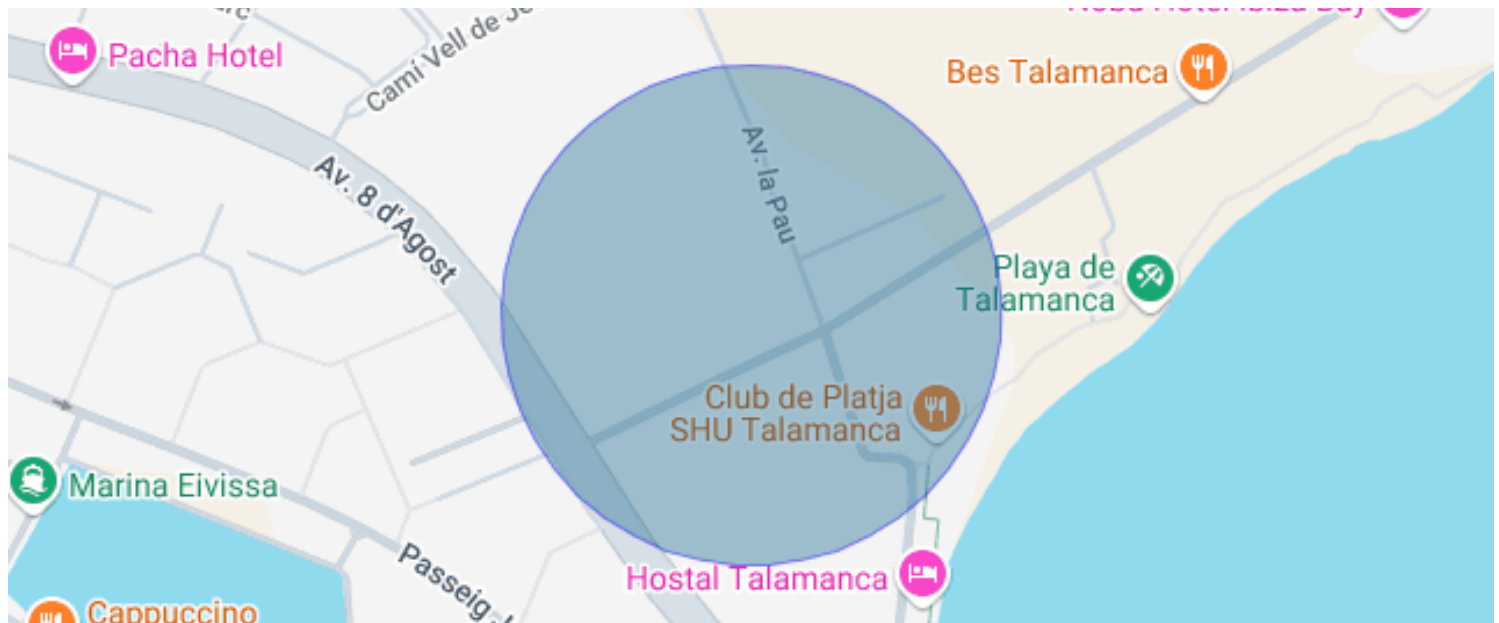 Pacha Hotel
Camí Vell de
Bes Talamanca
Av. la Pau
Av. 8 d'Agost
Playa de
Talamanca
Club de Platja
SHU Talamanca
Marina Eivissa
Passeig
Hostal Talamanca
Cappuccino